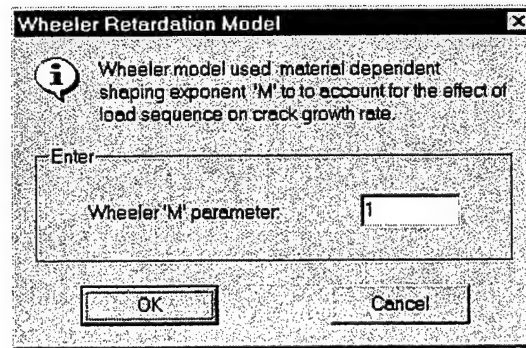 Wheeler Retardation Model
Wheeler model used material dependent
shaping exponent 'M' to to account for the effect of
load sequence on crack growth rate.
Enter
Wheeler 'M' parameter: 1
OK Cancel